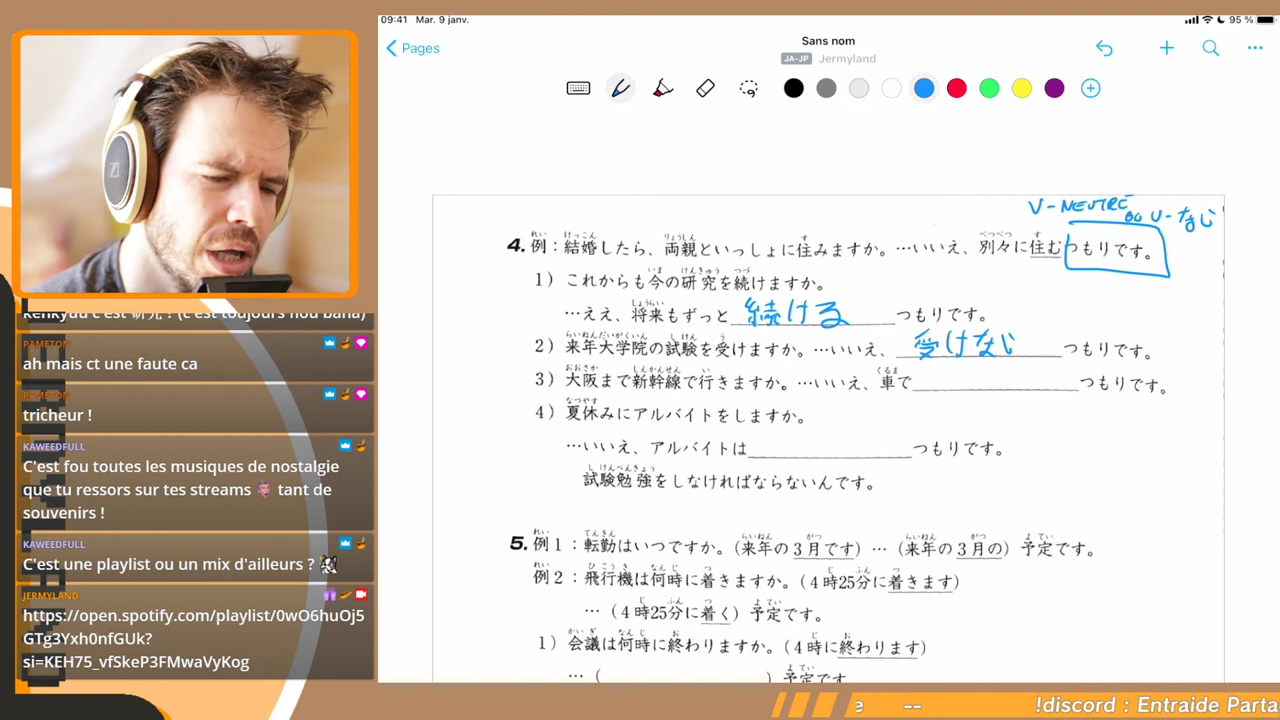 09:41 Mar. 9 janv.
95 %
Pages
Sans nom
JA-JP Jermyland
V-NEUTRE
ou V-ない
4. 例：結婚したら、両親といっしょに住みますか。…いいえ、別々に住むつもりです。
1）これからも今の研究を続けますか。
…ええ、将来もずっと 続ける つもりです。
2）来年大学院の試験を受けますか。…いいえ、 受けない つもりです。
3）大阪まで新幹線で行きますか。…いいえ、車で＿＿＿つもりです。
4）夏休みにアルバイトをしますか。
…いいえ、アルバイトは＿＿＿つもりです。
試験勉強をしなければならないんです。
5. 例1：転勤はいつですか。（来年の3月です）…（来年の3月の）予定です。
例2：飛行機は何時に着きますか。（4時25分に着きます）
…（4時25分に着く）予定です。
1）会議は何時に終わりますか。（4時に終わります）
…（ ）予定です
PAMETON
ah mais ct une faute ca
PAMETON
tricheur !
KAWEEDFULL
C'est fou toutes les musiques de nostalgie
que tu ressors sur tes streams tant de
souvenirs !
KAWEEDFULL
C'est une playlist ou un mix d'ailleurs ?
JERMYLAND
https://open.spotify.com/playlist/0wO6huOj5
GTg3Yxh0nfGUk?
si=KEH75_vfSkeP3FMwaVyKog
e -- !discord : Entraide Parta